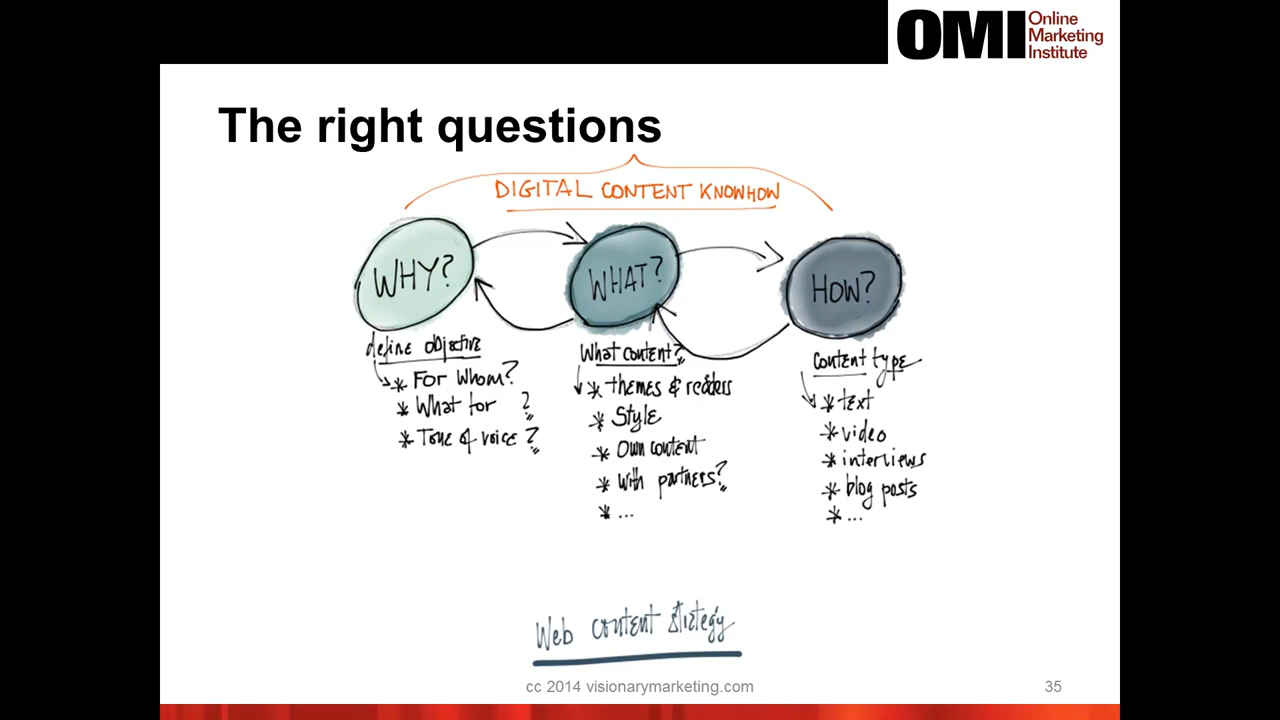 OMI Online
Marketing
Institute
The right questions
DIGITAL CONTENT KNOWHOW
WHY?
WHAT?
HOW?
define objective
* For Whom?
* What for ?
* Tone of voice?
What content?
* themes & readers
* Style
* Own content
* With partners?
* ...
Content type
* text
* video
* interviews
* blog posts
* ...
Web content strategy
cc 2014 visionarymarketing.com
35